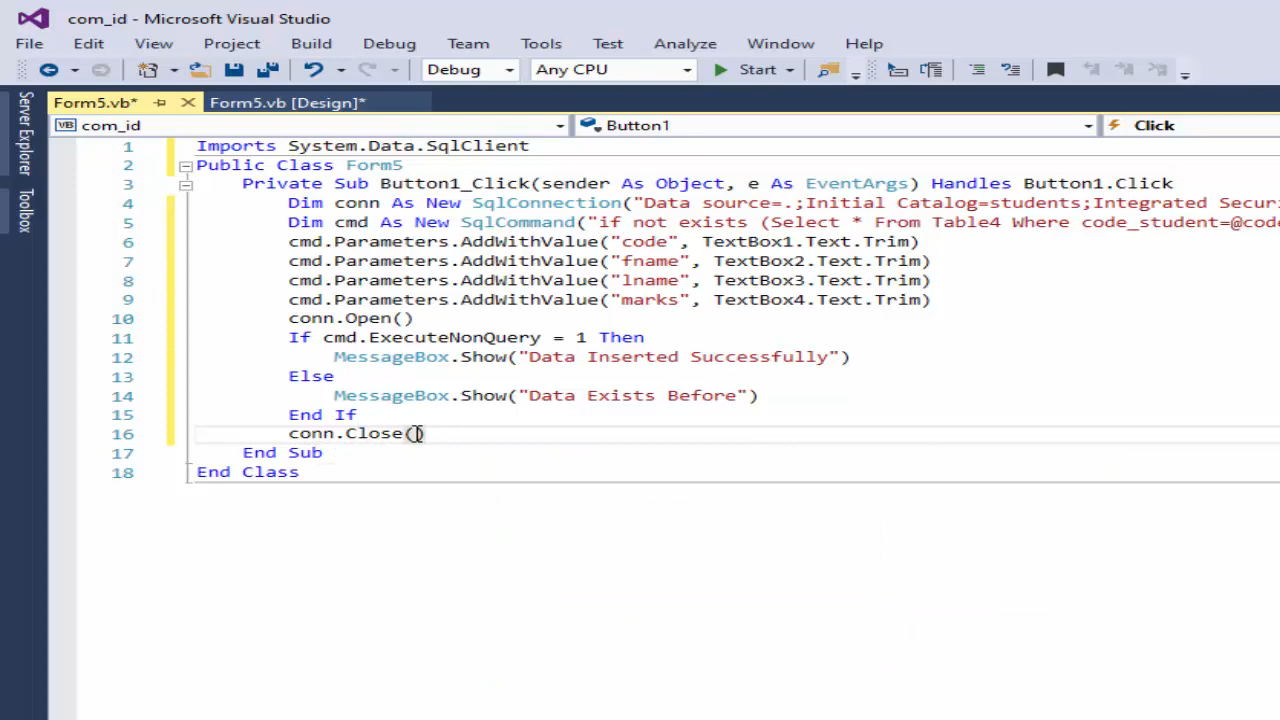 com_id - Microsoft Visual Studio
File Edit View Project Build Debug Team Tools Test Analyze Window Help
Debug Any CPU Start
Form5.vb* Form5.vb [Design]*
Server Explorer
Toolbox
com_id Button1 Click
1 Imports System.Data.SqlClient
2 Public Class Form5
3 Private Sub Button1_Click(sender As Object, e As EventArgs) Handles Button1.Click
4 Dim conn As New SqlConnection("Data source=.;Initial Catalog=students;Integrated Securi
5 Dim cmd As New SqlCommand("if not exists (Select * From Table4 Where code_student=@code
6 cmd.Parameters.AddWithValue("code", TextBox1.Text.Trim)
7 cmd.Parameters.AddWithValue("fname", TextBox2.Text.Trim)
8 cmd.Parameters.AddWithValue("lname", TextBox3.Text.Trim)
9 cmd.Parameters.AddWithValue("marks", TextBox4.Text.Trim)
10 conn.Open()
11 If cmd.ExecuteNonQuery = 1 Then
12 MessageBox.Show("Data Inserted Successfully")
13 Else
14 MessageBox.Show("Data Exists Before")
15 End If
16 conn.Close()
17 End Sub
18 End Class